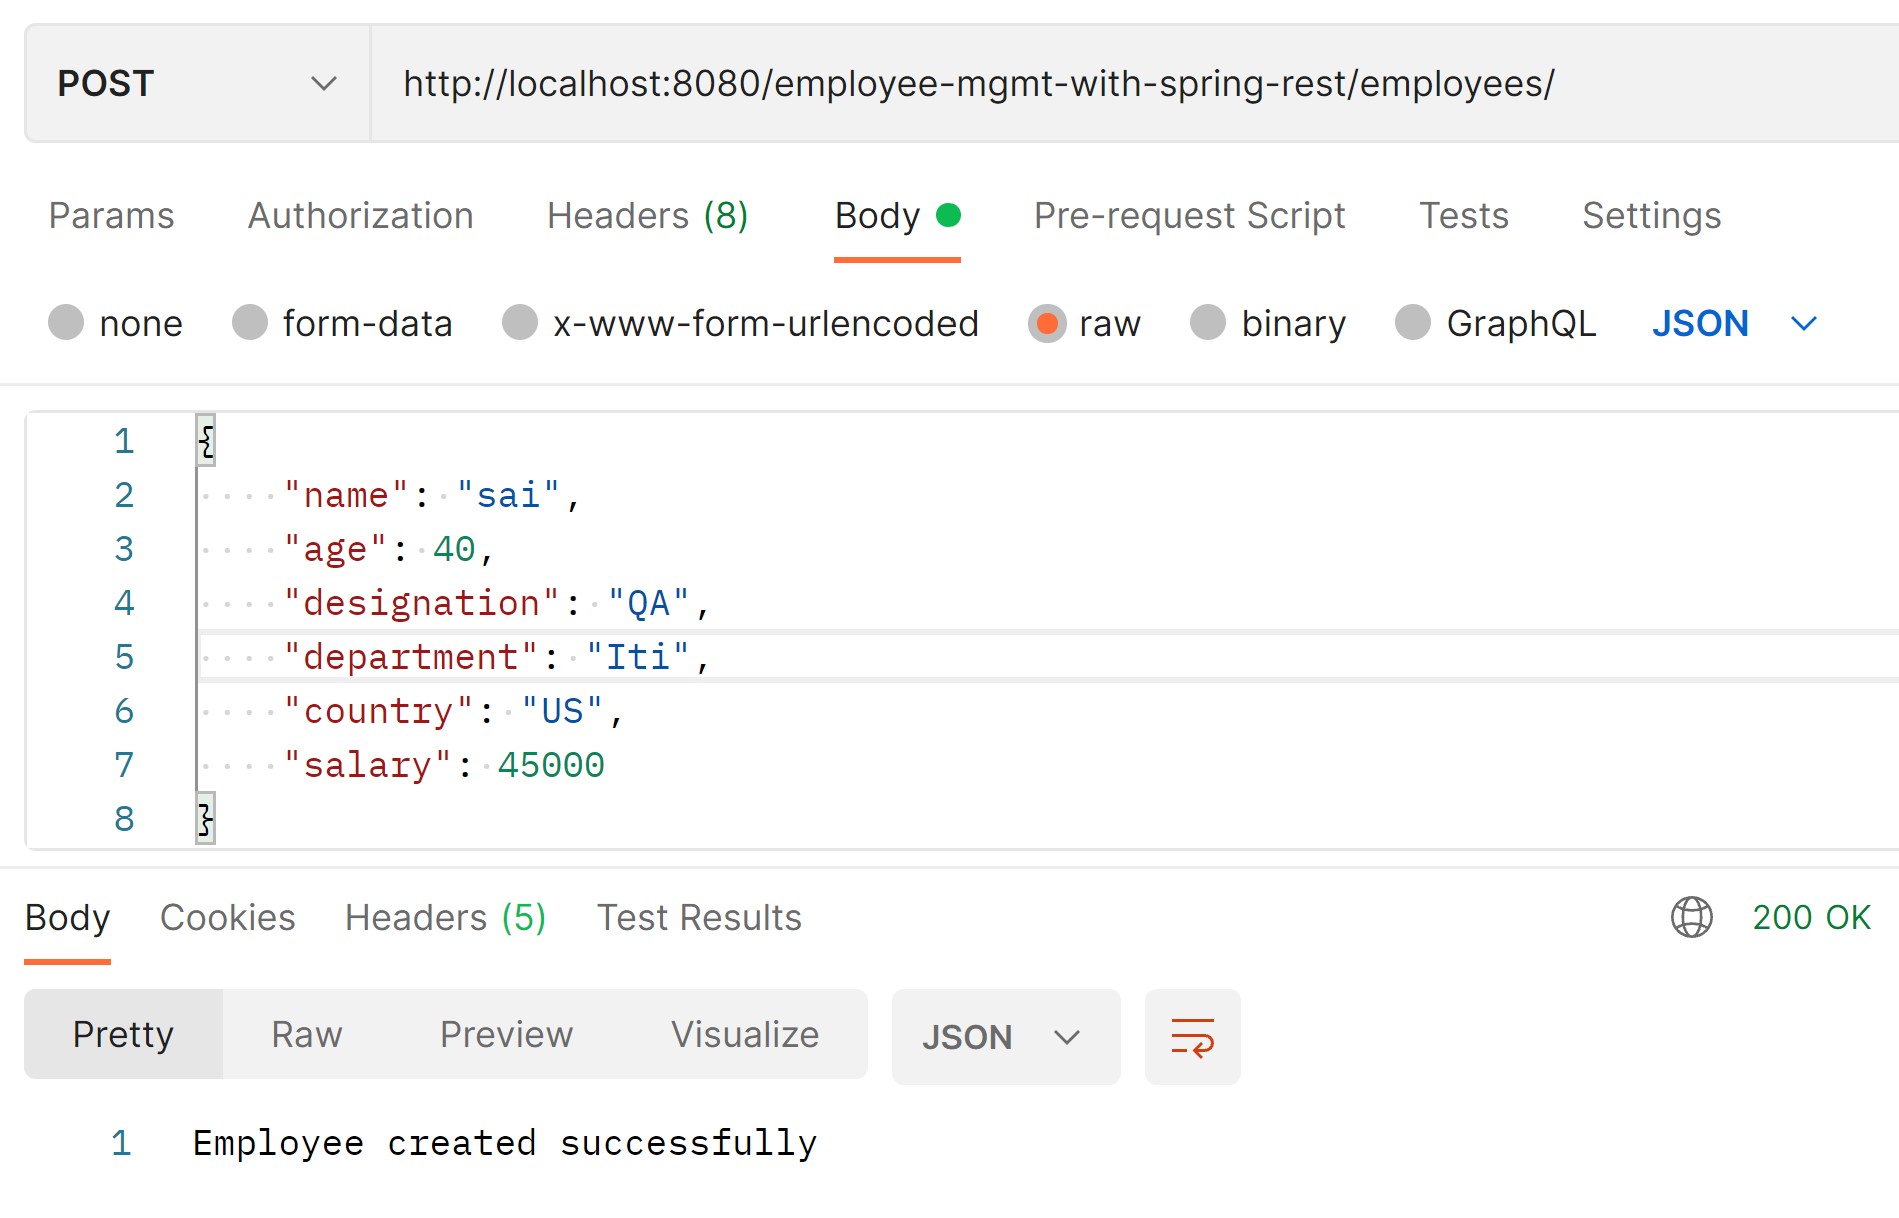 POST http://localhost:8080/employee-mgmt-with-spring-rest/employees/
Params Authorization Headers (8) Body Pre-request Script Tests Settings
none form-data x-www-form-urlencoded raw binary GraphQL JSON
1 {
2 "name": "sai",
3 "age": 40,
4 "designation": "QA",
5 "department": "Iti",
6 "country": "US",
7 "salary": 45000
8 }
Body Cookies Headers (5) Test Results 200 OK
Pretty Raw Preview Visualize JSON
1 Employee created successfully